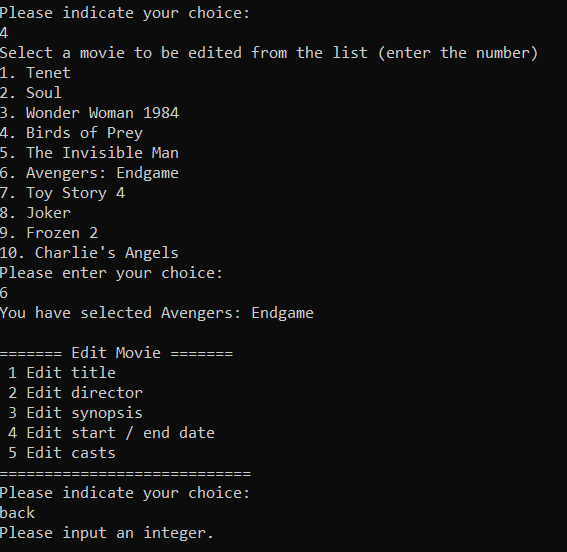 Please indicate your choice:
4
Select a movie to be edited from the list (enter the number)
1. Tenet
2. Soul
3. Wonder Woman 1984
4. Birds of Prey
5. The Invisible Man
6. Avengers: Endgame
7. Toy Story 4
8. Joker
9. Frozen 2
10. Charlie's Angels
Please enter your choice:
6
You have selected Avengers: Endgame

======= Edit Movie =======
 1 Edit title
 2 Edit director
 3 Edit synopsis
 4 Edit start / end date
 5 Edit casts
============================
Please indicate your choice:
back
Please input an integer.